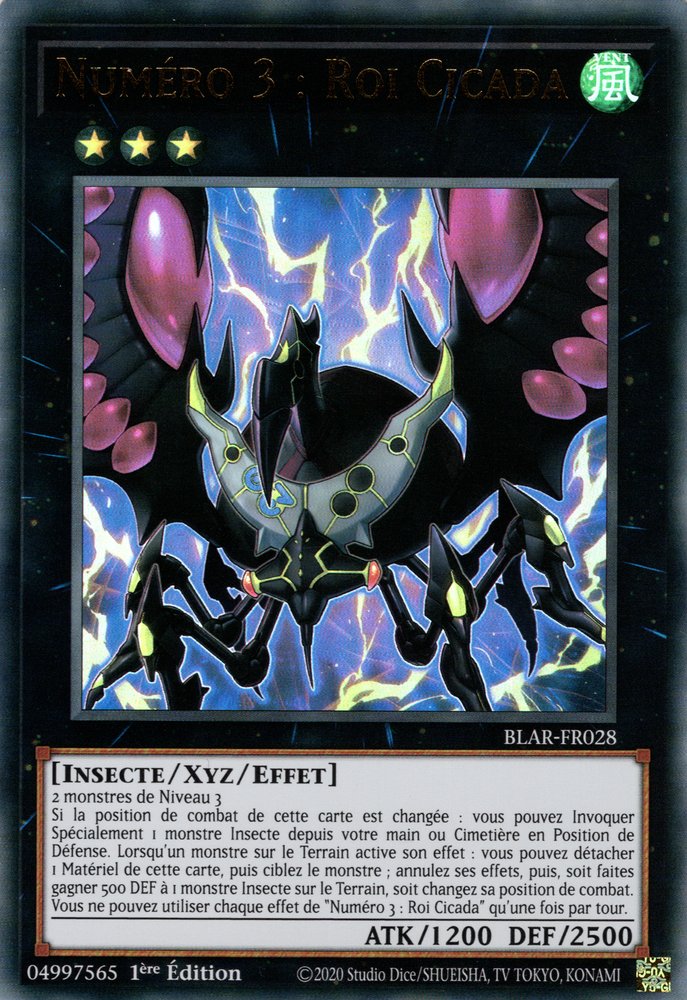 Numéro 3 : Roi Cicada
VENT
風
BLAR-FR028
[Insecte/Xyz/Effet]
2 monstres de Niveau 3
Si la position de combat de cette carte est changée : vous pouvez Invoquer
Spécialement 1 monstre Insecte depuis votre main ou Cimetière en Position de
Défense. Lorsqu'un monstre sur le Terrain active son effet : vous pouvez détacher
1 Matériel de cette carte, puis ciblez le monstre ; annulez ses effets, puis, soit faites
gagner 500 DEF à 1 monstre Insecte sur le Terrain, soit changez sa position de combat.
Vous ne pouvez utiliser chaque effet de "Numéro 3 : Roi Cicada" qu'une fois par tour.
ATK/1200 DEF/2500
04997565 1ère Édition ©2020 Studio Dice/SHUEISHA, TV TOKYO, KONAMI